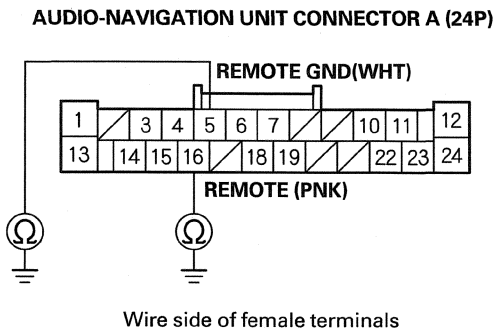 AUDIO-NAVIGATION UNIT CONNECTOR A (24P)
REMOTE GND(WHT)
1 3 4 5 6 7 10 11 12
13 14 15 16 18 19 22 23 24
REMOTE (PNK)
Ω Ω
Wire side of female terminals